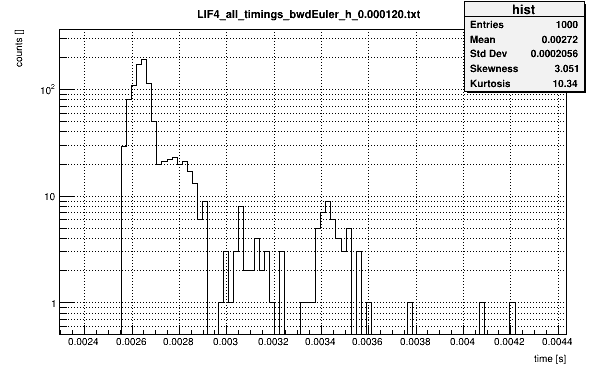 LIF4_all_timings_bwdEuler_h_0.000120.txt
hist
Entries 1000
Mean 0.00272
Std Dev 0.0002056
Skewness 3.051
Kurtosis 10.34
counts []
10²
10
1
0.0024 0.0026 0.0028 0.003 0.0032 0.0034 0.0036 0.0038 0.004 0.0042 0.0044
time [s]